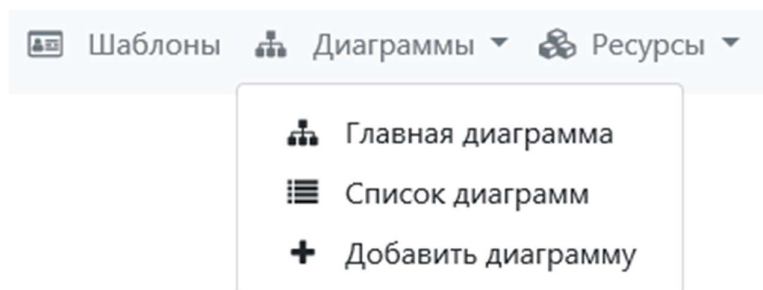 Шаблоны Диаграммы Ресурсы
Главная диаграмма
Список диаграмм
Добавить диаграмму